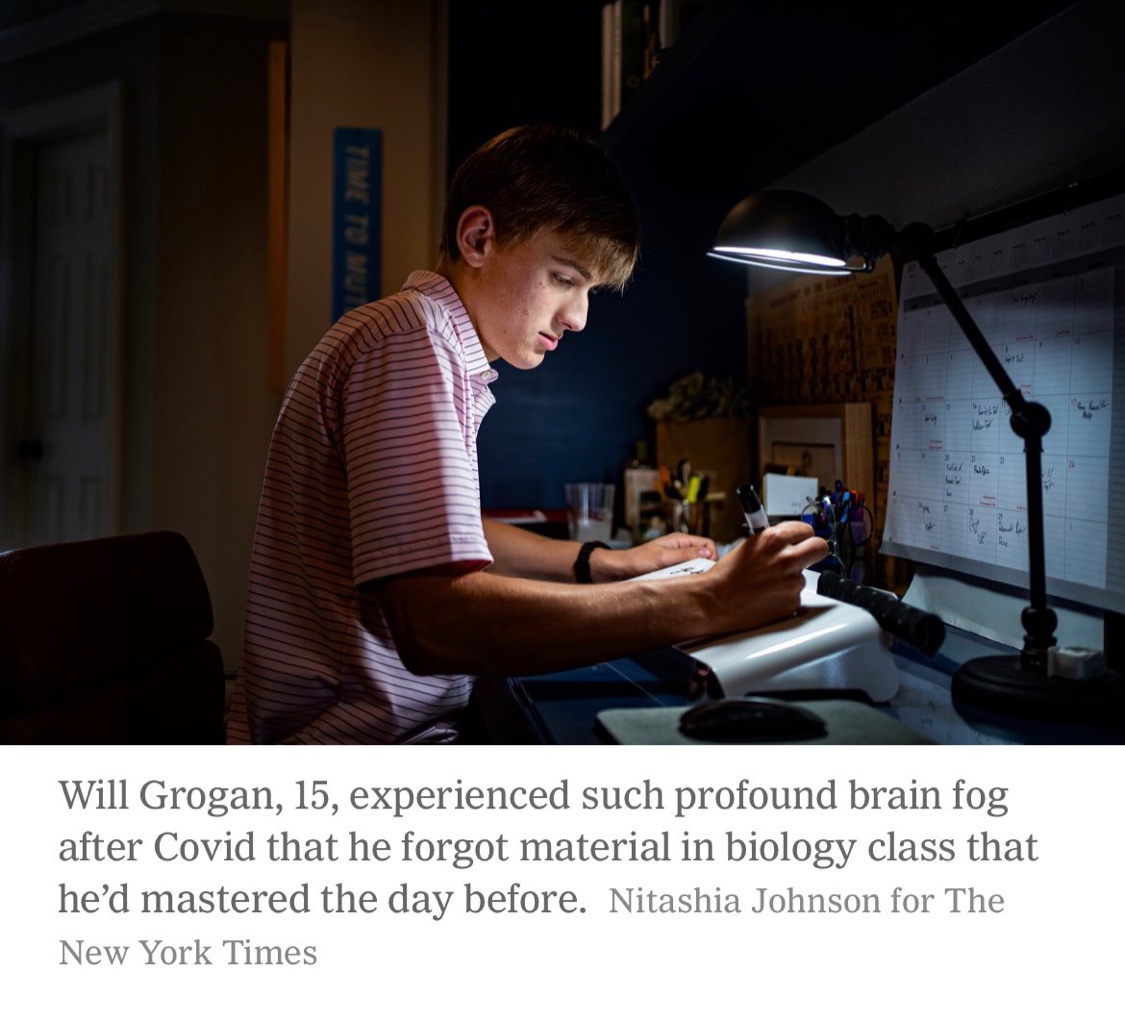 TIME TO
Will Grogan, 15, experienced such profound brain fog
after Covid that he forgot material in biology class that
he’d mastered the day before. Nitashia Johnson for The
New York Times